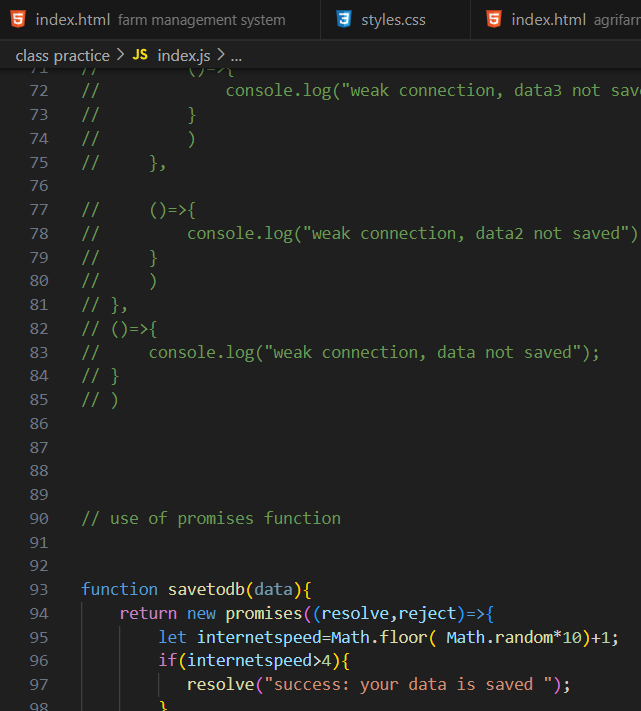 index.html farm management system
styles.css
index.html agrifarm
class practice > JS index.js > ...
71 // ()=>{
72 // console.log("weak connection, data3 not save
73 // }
74 // )
75 // },
76
77 // ()=>{
78 // console.log("weak connection, data2 not saved")
79 // }
80 // )
81 // },
82 // ()=>{
83 // console.log("weak connection, data not saved");
84 // }
85 // )
86
87
88
89
90 // use of promises function
91
92
93 function savetodb(data){
94 return new promises((resolve,reject)=>{
95 let internetspeed=Math.floor( Math.random*10)+1;
96 if(internetspeed>4){
97 resolve("success: your data is saved ");
98 }